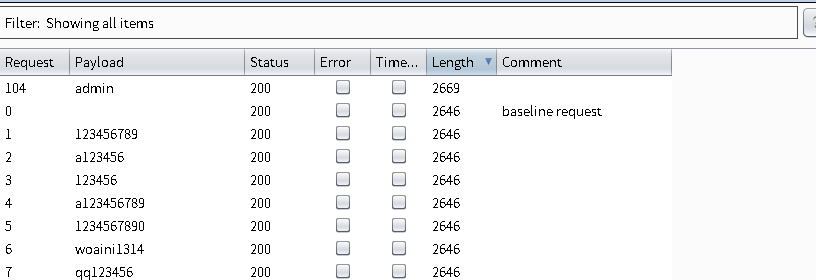 Filter: Showing all items
?
Request Payload Status Error Time... Length Comment
104 admin 200 2669
0 200 2646 baseline request
1 123456789 200 2646
2 a123456 200 2646
3 123456 200 2646
4 a123456789 200 2646
5 1234567890 200 2646
6 woaini1314 200 2646
7 qq123456 200 2646